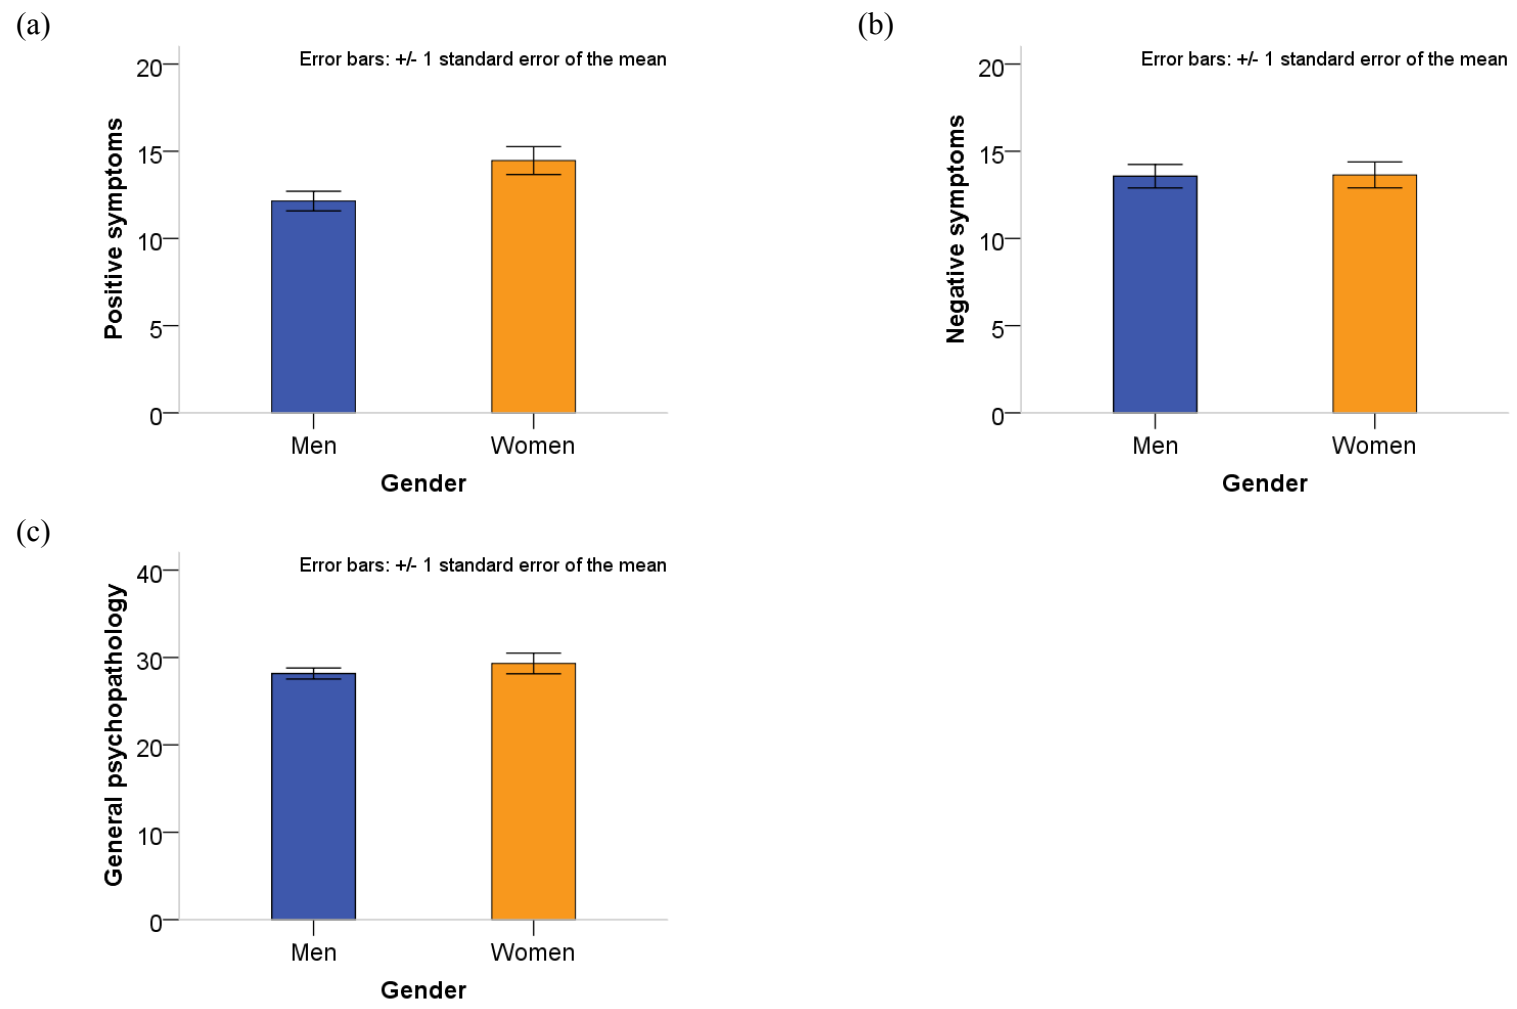 (a)
Error bars: +/- 1 standard error of the mean
Positive symptoms
20
15
10
5
0
Men Women
Gender
(b)
Error bars: +/- 1 standard error of the mean
Negative symptoms
20
15
10
5
0
Men Women
Gender
(c)
Error bars: +/- 1 standard error of the mean
General psychopathology
40
30
20
10
0
Men Women
Gender